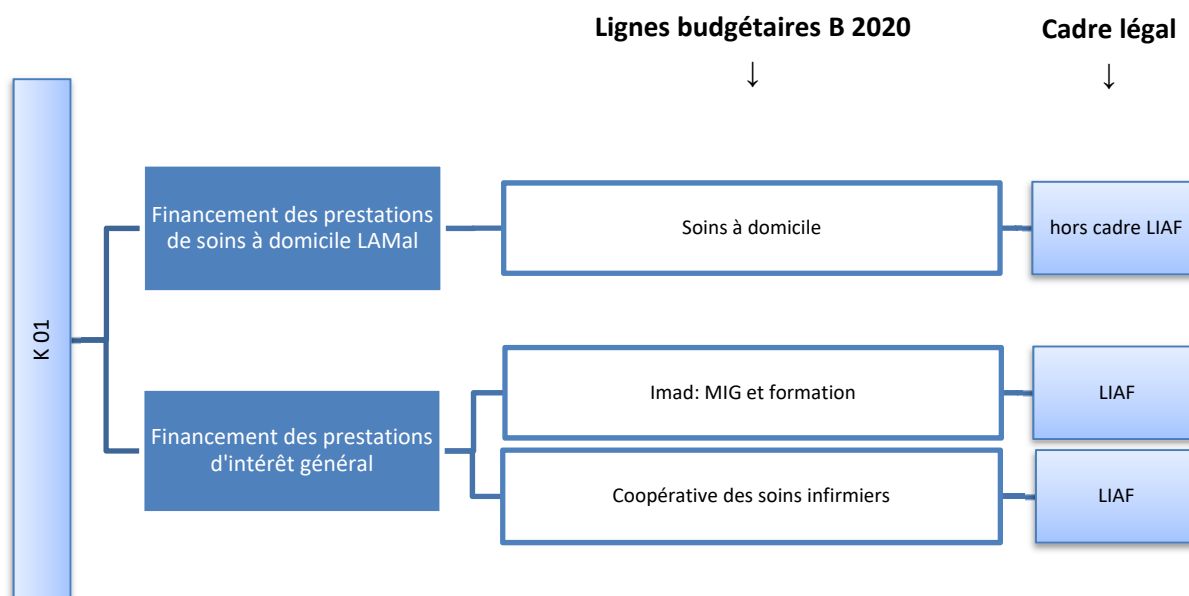 Lignes budgétaires B 2020
Cadre légal
↓
↓
K 01
Financement des prestations
de soins à domicile LAMal
Soins à domicile
hors cadre LIAF
Financement des prestations
d'intérêt général
Imad: MIG et formation
LIAF
Coopérative des soins infirmiers
LIAF